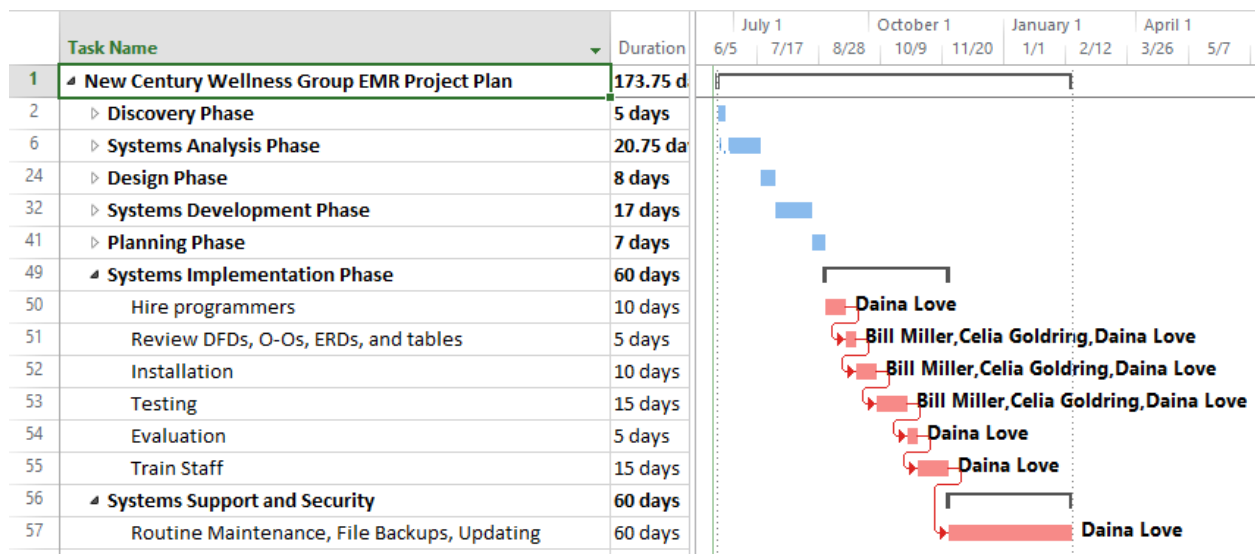 July 1 October 1 January 1 April 1
Task Name Duration 6/5 7/17 8/28 10/9 11/20 1/1 2/12 3/26 5/7
1 New Century Wellness Group EMR Project Plan 173.75 d
2 Discovery Phase 5 days
6 Systems Analysis Phase 20.75 da
24 Design Phase 8 days
32 Systems Development Phase 17 days
41 Planning Phase 7 days
49 Systems Implementation Phase 60 days
50 Hire programmers 10 days Daina Love
51 Review DFDs, O-Os, ERDs, and tables 5 days Bill Miller,Celia Goldring,Daina Love
52 Installation 10 days Bill Miller,Celia Goldring,Daina Love
53 Testing 15 days Bill Miller,Celia Goldring,Daina Love
54 Evaluation 5 days Daina Love
55 Train Staff 15 days Daina Love
56 Systems Support and Security 60 days
57 Routine Maintenance, File Backups, Updating 60 days Daina Love